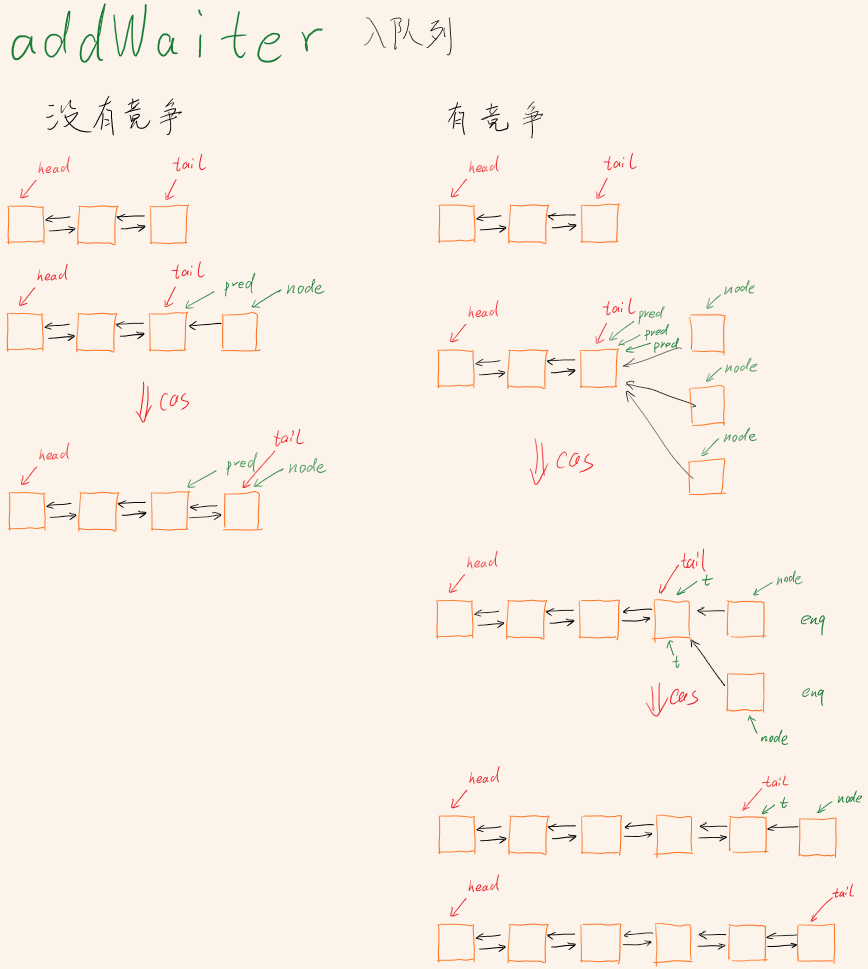 addWaiter 入队列
没有竞争
head tail
head tail pred node
cas
head pred tail node
有竞争
head tail
head tail pred node
pred
pred
node
node
cas
head tail t node
enq
t
cas
enq
node
head tail
t node
head tail